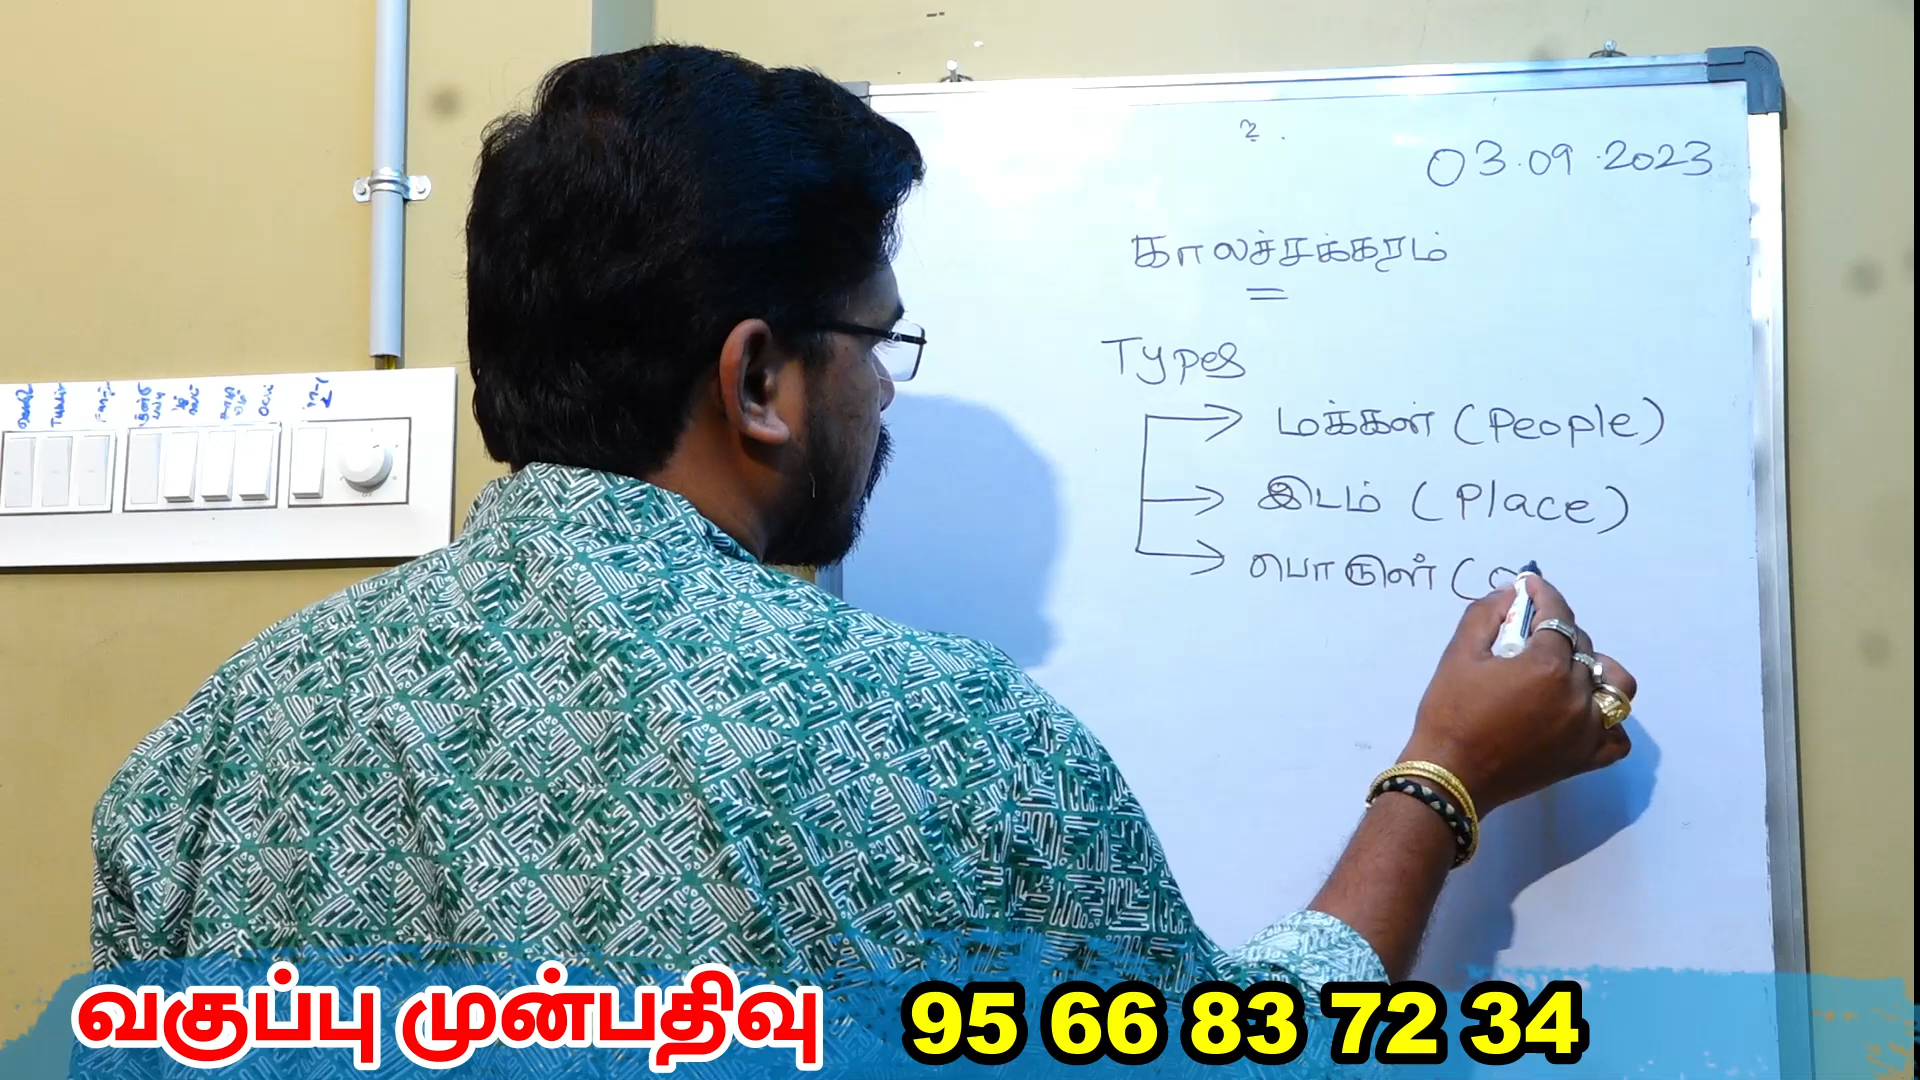 03.09.2023
காலச்சக்கரம்
Types
மக்கள் (People)
இடம் (Place)
பொருள் (
வகுப்பு முன்பதிவு 95 66 83 72 34